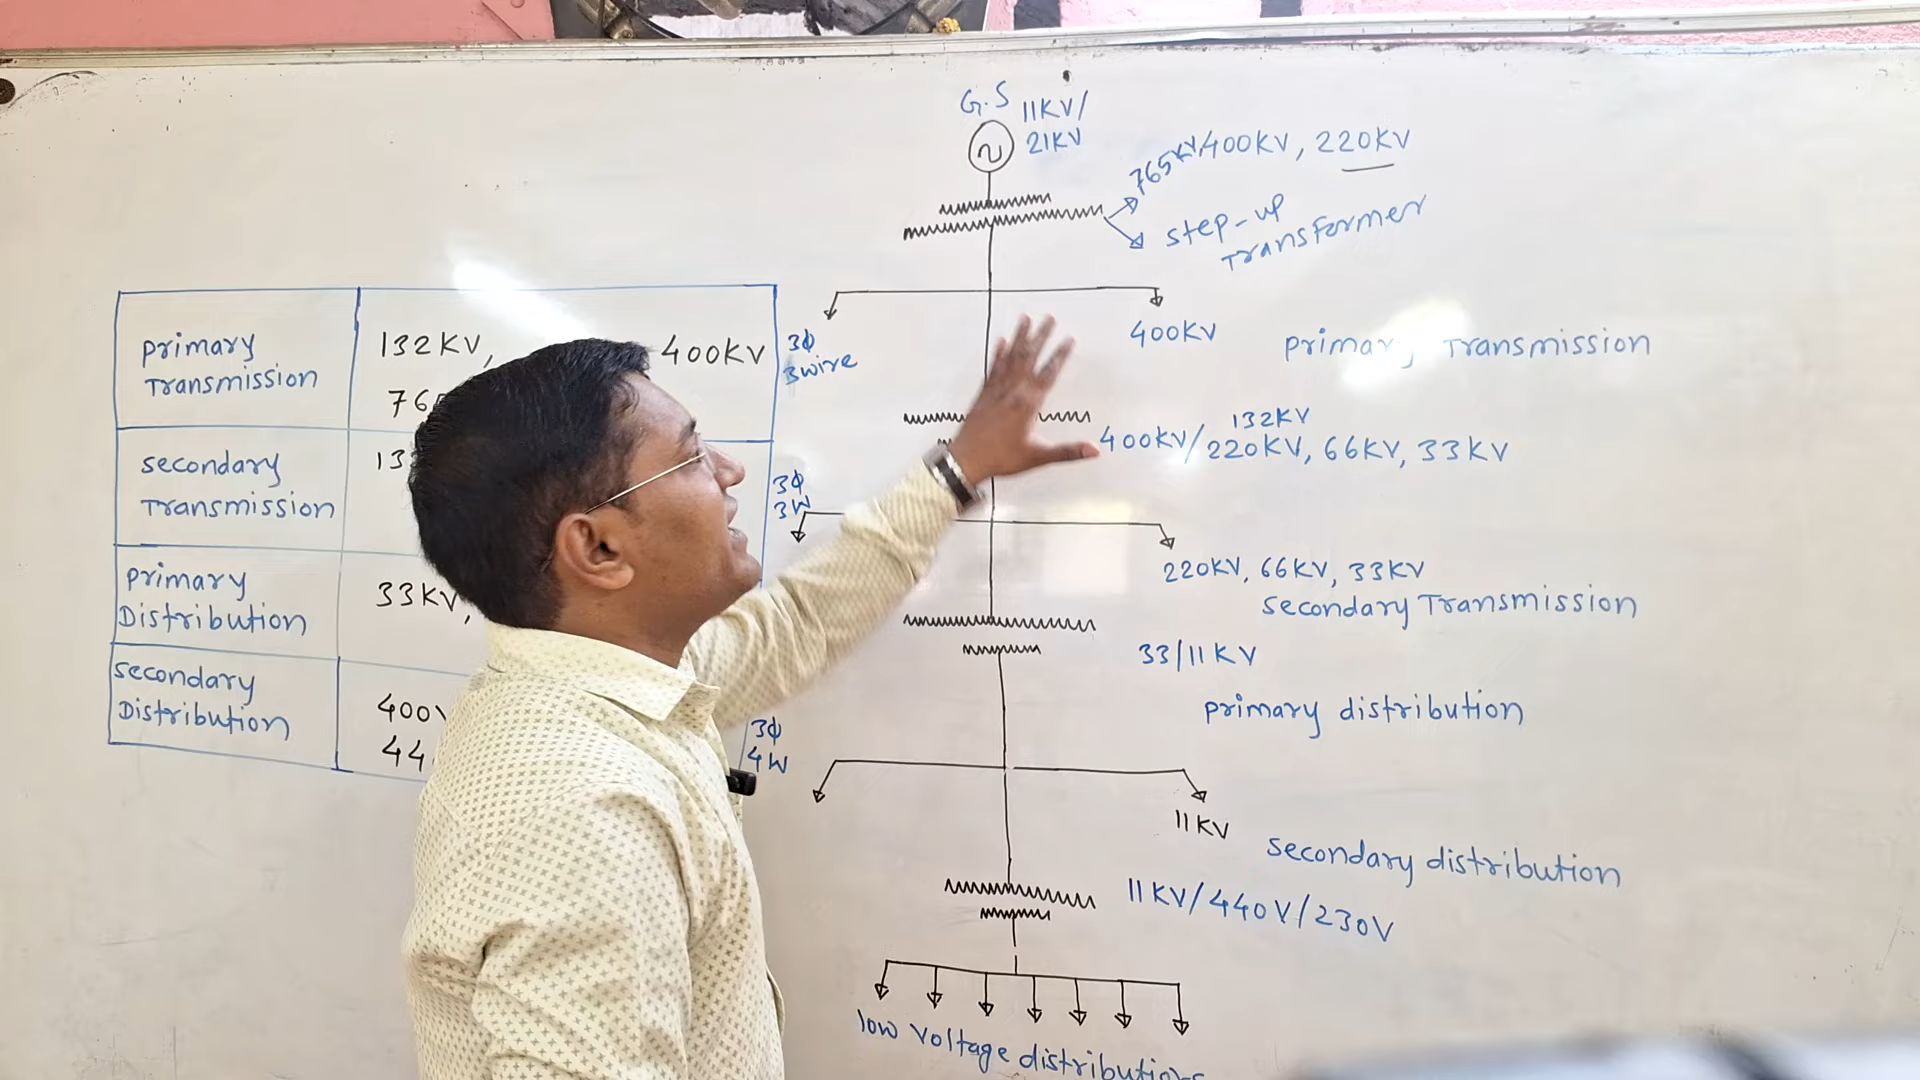 G.S
11KV/
21KV
765KV/400KV, 220KV
step-up
Transformer
400KV
primary Transmission
132KV
400KV/220KV, 66KV, 33KV
220KV, 66KV, 33KV
secondary Transmission
33/11KV
primary distribution
11KV
secondary distribution
11KV/440V/230V
low voltage
primary
Transmission
132KV,
400KV
3Φ
3wire
secondary
Transmission
3Φ
3W
primary
Distribution
33KV,
secondary
Distribution
400V
3Φ
4W